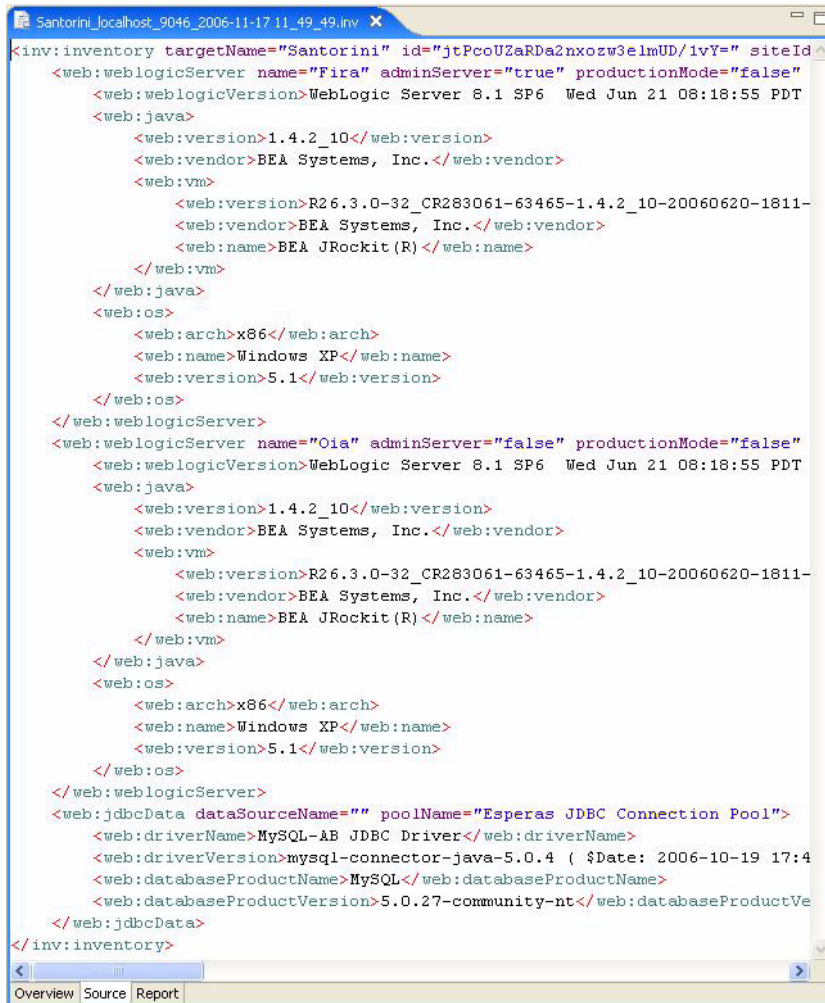 Santorini_localhost_9046_2006-11-17 11_49_49.inv
<inv:inventory targetName="Santorini" id="jtPcoUZaRDa2nxozw3elmUD/1vY=" siteId
<web:weblogicServer name="Fira" adminServer="true" productionMode="false"
<web:weblogicVersion>WebLogic Server 8.1 SP6  Wed Jun 21 08:18:55 PDT
<web:java>
<web:version>1.4.2_10</web:version>
<web:vendor>BEA Systems, Inc.</web:vendor>
<web:vm>
<web:version>R26.3.0-32_CR283061-63465-1.4.2_10-20060620-1811-
<web:vendor>BEA Systems, Inc.</web:vendor>
<web:name>BEA JRockit(R)</web:name>
</web:vm>
</web:java>
<web:os>
<web:arch>x86</web:arch>
<web:name>Windows XP</web:name>
<web:version>5.1</web:version>
</web:os>
</web:weblogicServer>
<web:weblogicServer name="Oia" adminServer="false" productionMode="false"
<web:weblogicVersion>WebLogic Server 8.1 SP6  Wed Jun 21 08:18:55 PDT
<web:java>
<web:version>1.4.2_10</web:version>
<web:vendor>BEA Systems, Inc.</web:vendor>
<web:vm>
<web:version>R26.3.0-32_CR283061-63465-1.4.2_10-20060620-1811-
<web:vendor>BEA Systems, Inc.</web:vendor>
<web:name>BEA JRockit(R)</web:name>
</web:vm>
</web:java>
<web:os>
<web:arch>x86</web:arch>
<web:name>Windows XP</web:name>
<web:version>5.1</web:version>
</web:os>
</web:weblogicServer>
<web:jdbcData dataSourceName="" poolName="Esperas JDBC Connection Pool">
<web:driverName>MySQL-AB JDBC Driver</web:driverName>
<web:driverVersion>mysql-connector-java-5.0.4 ( $Date: 2006-10-19 17:4
<web:databaseProductName>MySQL</web:databaseProductName>
<web:databaseProductVersion>5.0.27-community-nt</web:databaseProductVe
</web:jdbcData>
</inv:inventory>
Overview Source Report